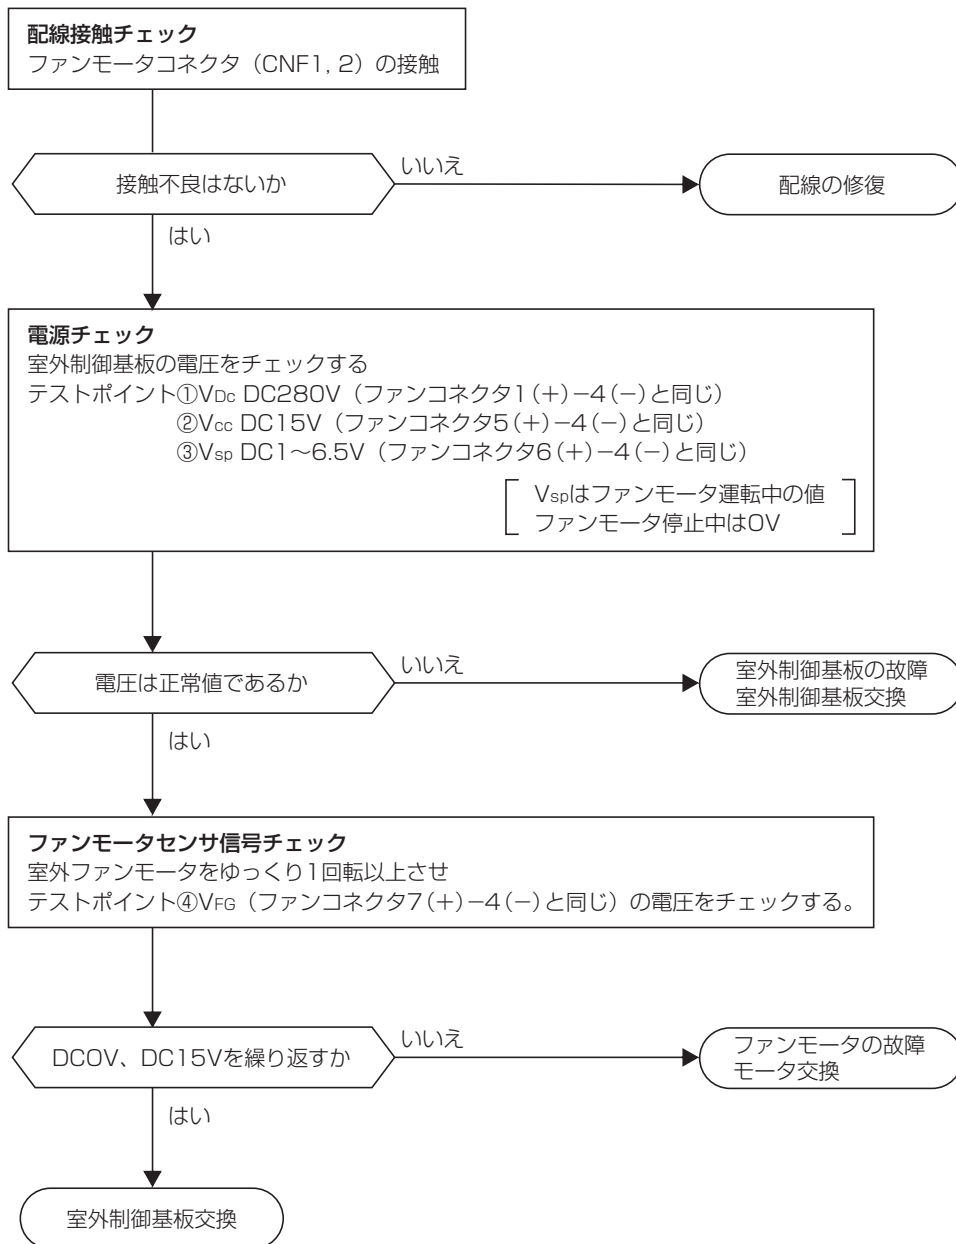 配線接触チェック
ファンモータコネクタ（CNF1, 2）の接触
接触不良はないか
いいえ
配線の修復
はい
電源チェック
室外制御基板の電圧をチェックする
テストポイント①VDc DC280V（ファンコネクタ1(+)−4(−)と同じ）
②Vcc DC15V（ファンコネクタ5(+)−4(−)と同じ）
③Vsp DC1～6.5V（ファンコネクタ6(+)−4(−)と同じ）
Vspはファンモータ運転中の値
ファンモータ停止中は0V
電圧は正常値であるか
いいえ
室外制御基板の故障
室外制御基板交換
はい
ファンモータセンサ信号チェック
室外ファンモータをゆっくり1回転以上させ
テストポイント④VFG（ファンコネクタ7(+)−4(−)と同じ）の電圧をチェックする。
DC0V、DC15Vを繰り返すか
いいえ
ファンモータの故障
モータ交換
はい
室外制御基板交換